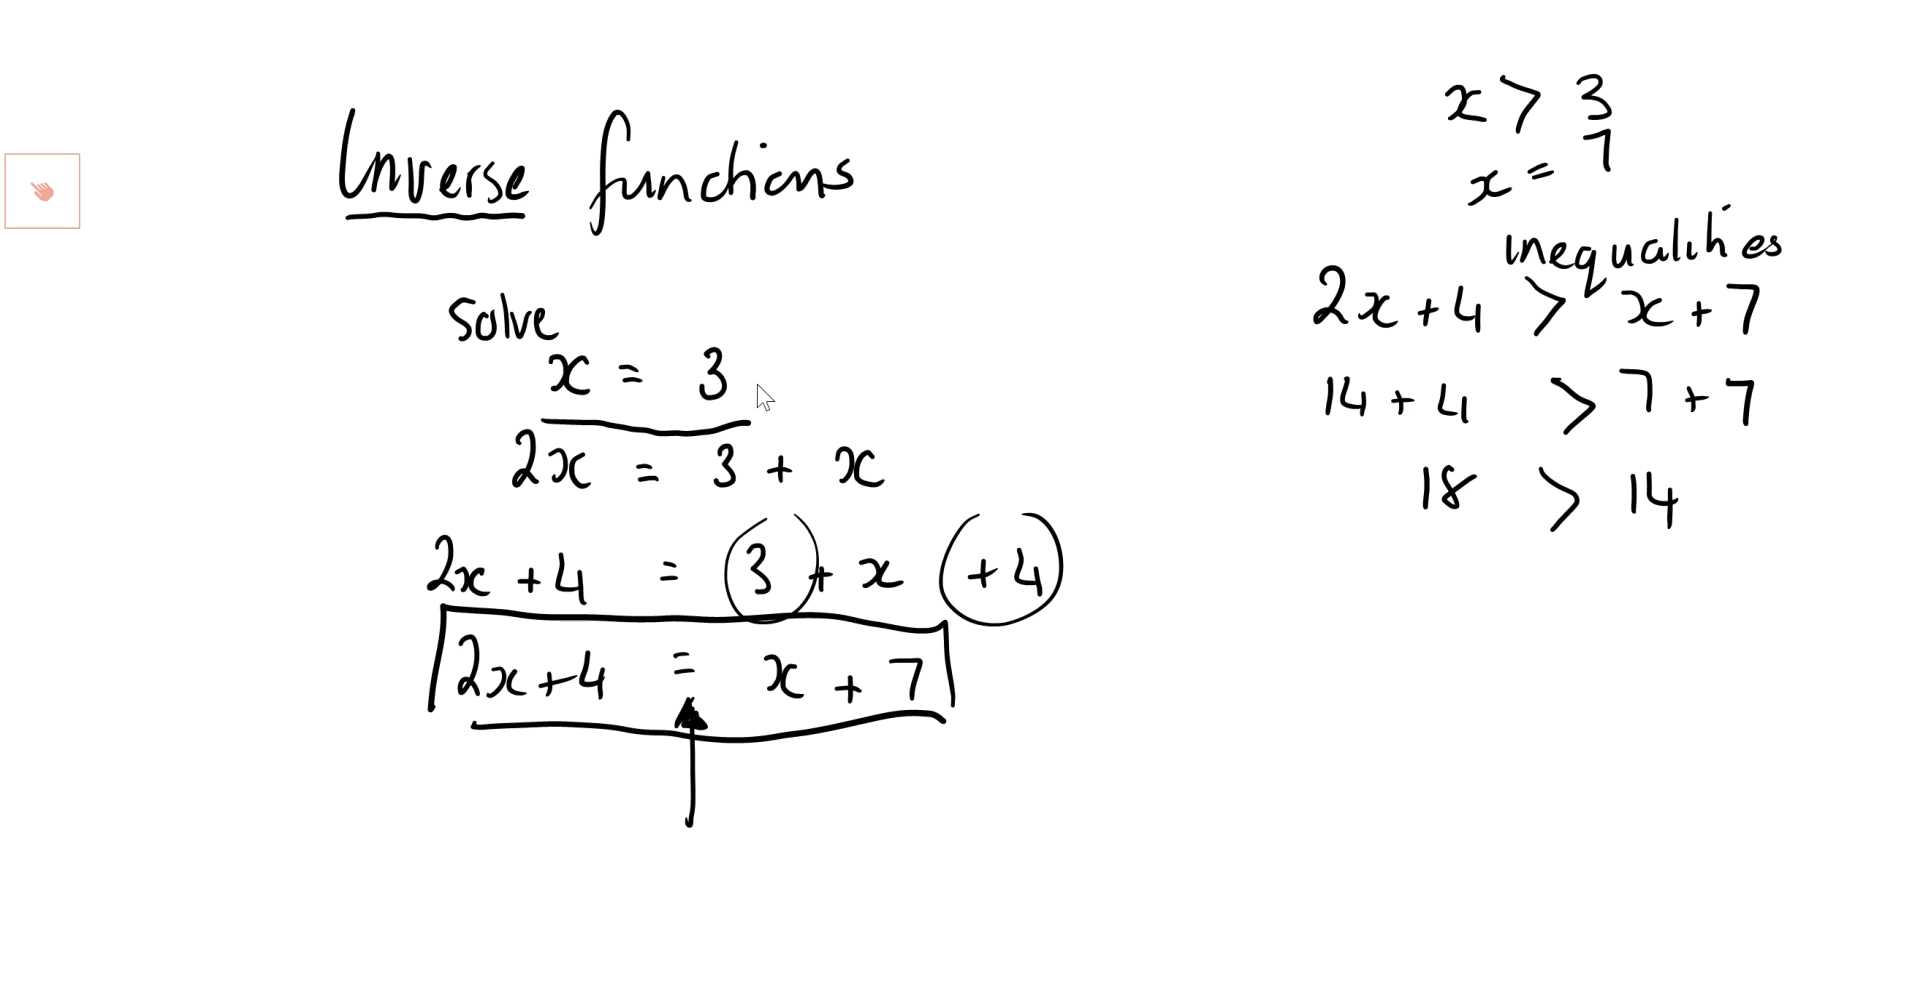 Inverse functions
solve
x = 3
2x = 3 + x
2x + 4 = 3 + x + 4
2x + 4 = x + 7
x > 3
x = 7
inequalities
2x + 4 > x + 7
14 + 4 > 7 + 7
18 > 14